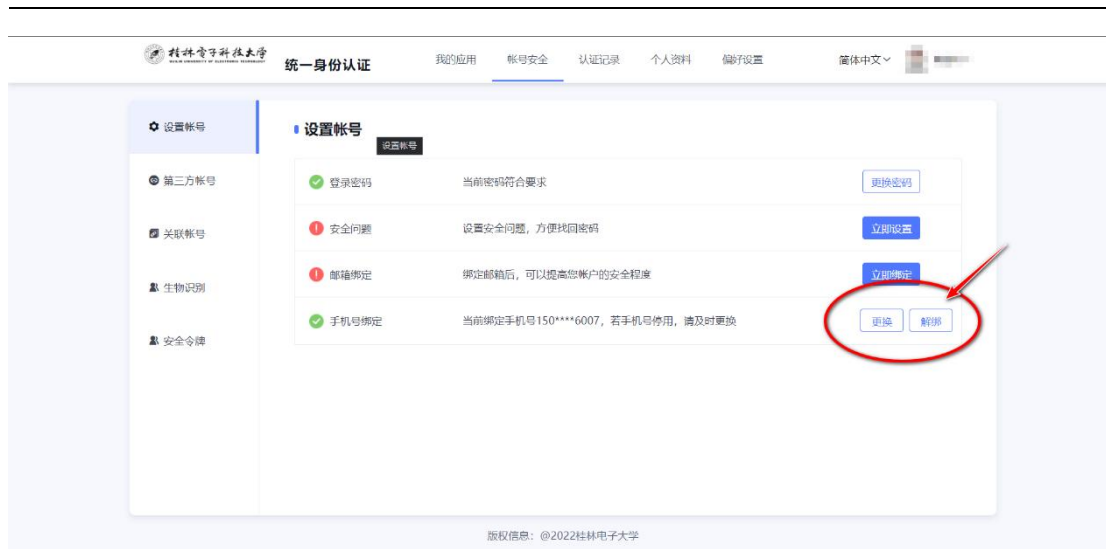 桂林电子科技大学
统一身份认证
我的应用 帐号安全 认证记录 个人资料 偏好设置 简体中文
设置帐号
设置帐号
设置帐号
第三方帐号
登录密码 当前密码符合要求 更换密码
关联帐号
安全问题 设置安全问题，方便找回密码 立即设置
邮箱绑定 绑定邮箱后，可以提高您帐户的安全程度 立即绑定
生物识别
手机号绑定 当前绑定手机号150****6007，若手机号停用，请及时更换 更换 解绑
安全令牌
版权信息：@2022桂林电子大学